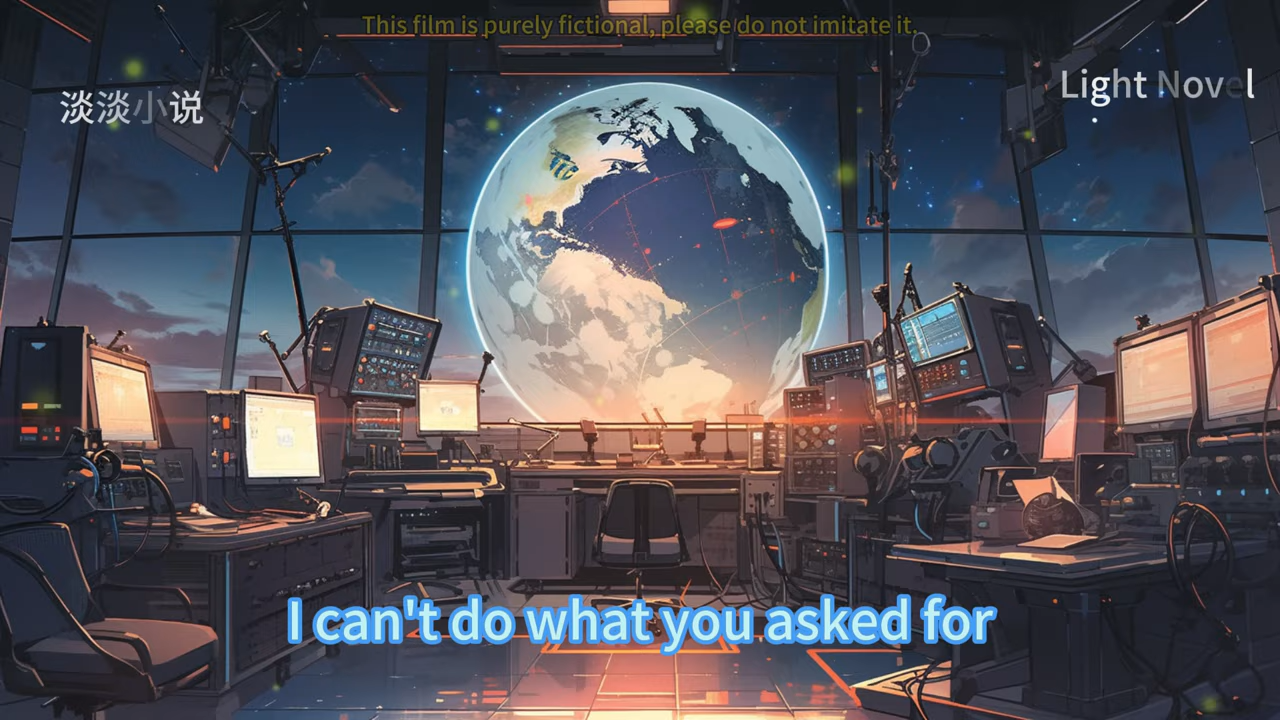 This film is purely fictional, please do not imitate it.
淡淡小说
Light Novel
I can't do what you asked for